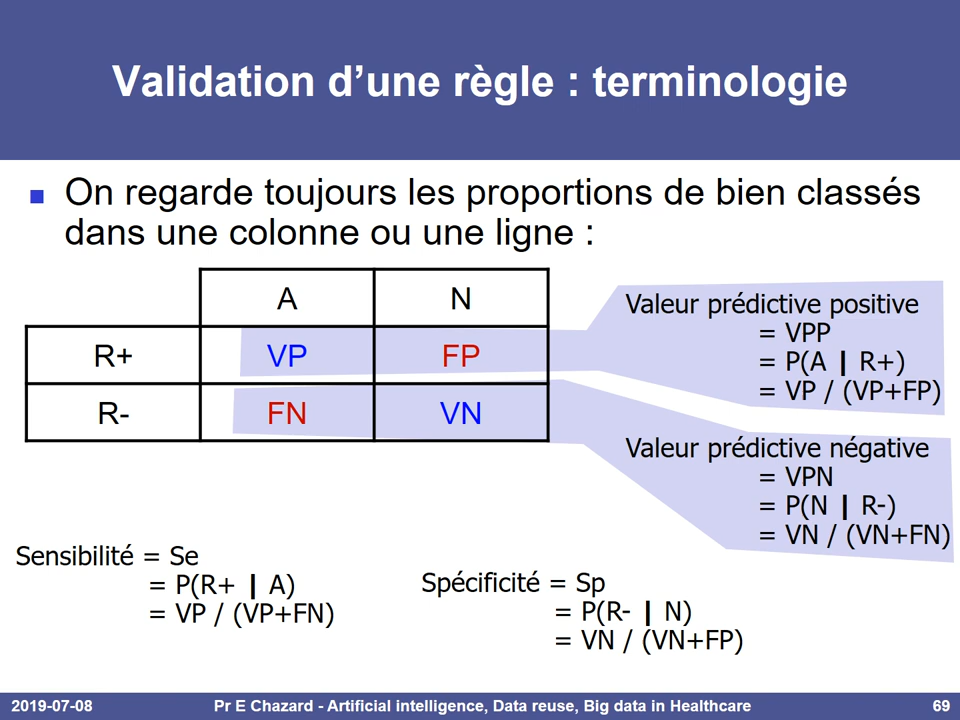 Validation d’une règle : terminologie
On regarde toujours les proportions de bien classés
dans une colonne ou une ligne :
A N
R+ VP FP
R- FN VN
Valeur prédictive positive
= VPP
= P(A | R+)
= VP / (VP+FP)
Valeur prédictive négative
= VPN
= P(N | R-)
= VN / (VN+FN)
Sensibilité = Se
= P(R+ | A)
= VP / (VP+FN)
Spécificité = Sp
= P(R- | N)
= VN / (VN+FP)
2019-07-08 Pr E Chazard - Artificial intelligence, Data reuse, Big data in Healthcare 69